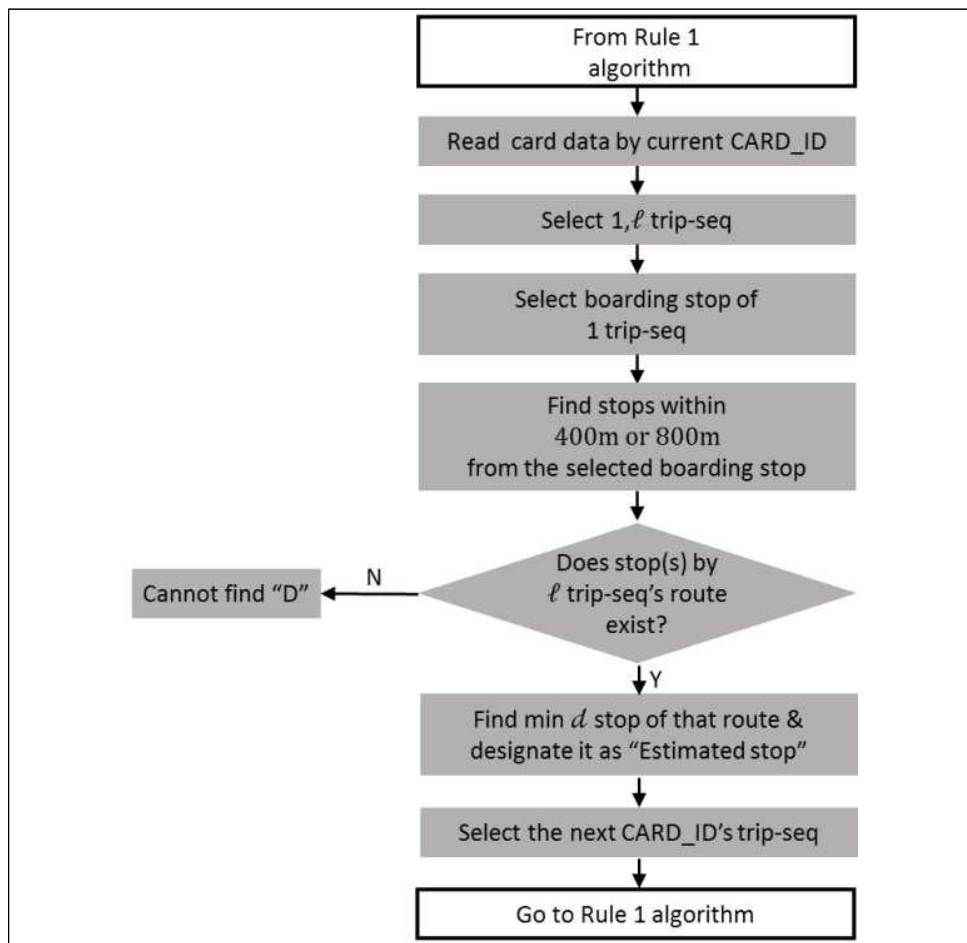 From Rule 1
algorithm
Read card data by current CARD_ID
Select 1,ℓ trip-seq
Select boarding stop of
1 trip-seq
Find stops within
400m or 800m
from the selected boarding stop
Does stop(s) by
ℓ trip-seq's route
exist?
N
Cannot find “D”
Y
Find min d stop of that route &
designate it as “Estimated stop”
Select the next CARD_ID's trip-seq
Go to Rule 1 algorithm